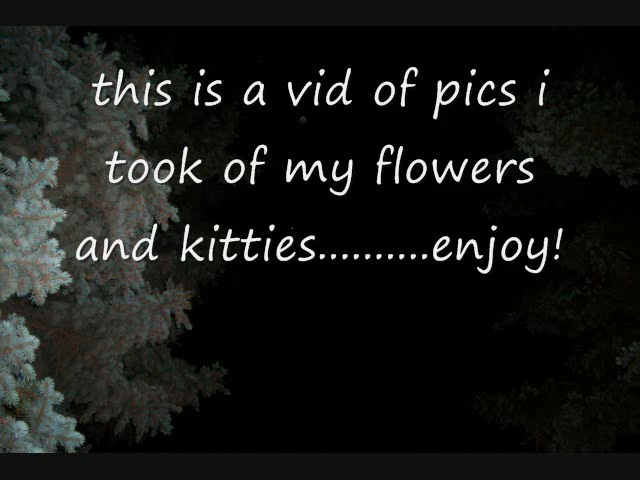 this is a vid of pics i
took of my flowers
and kitties..........enjoy!